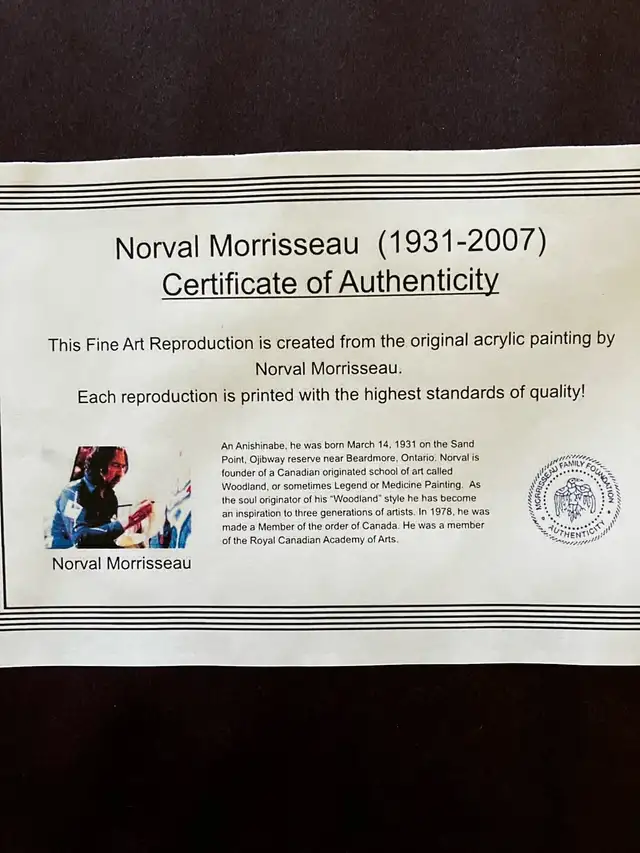 Norval Morrisseau (1931-2007)
Certificate of Authenticity
This Fine Art Reproduction is created from the original acrylic painting by
Norval Morrisseau.
Each reproduction is printed with the highest standards of quality!
An Anishinabe, he was born March 14, 1931 on the Sand
Point, Ojibway reserve near Beardmore, Ontario. Norval is
founder of a Canadian originated school of art called
Woodland, or sometimes Legend or Medicine Painting. As
the soul originator of his “Woodland” style he has become
an inspiration to three generations of artists. In 1978, he was
made a Member of the order of Canada. He was a member
of the Royal Canadian Academy of Arts.
Norval Morrisseau
MORRISSEAU FAMILY FOUNDATION
AUTHENTICITY